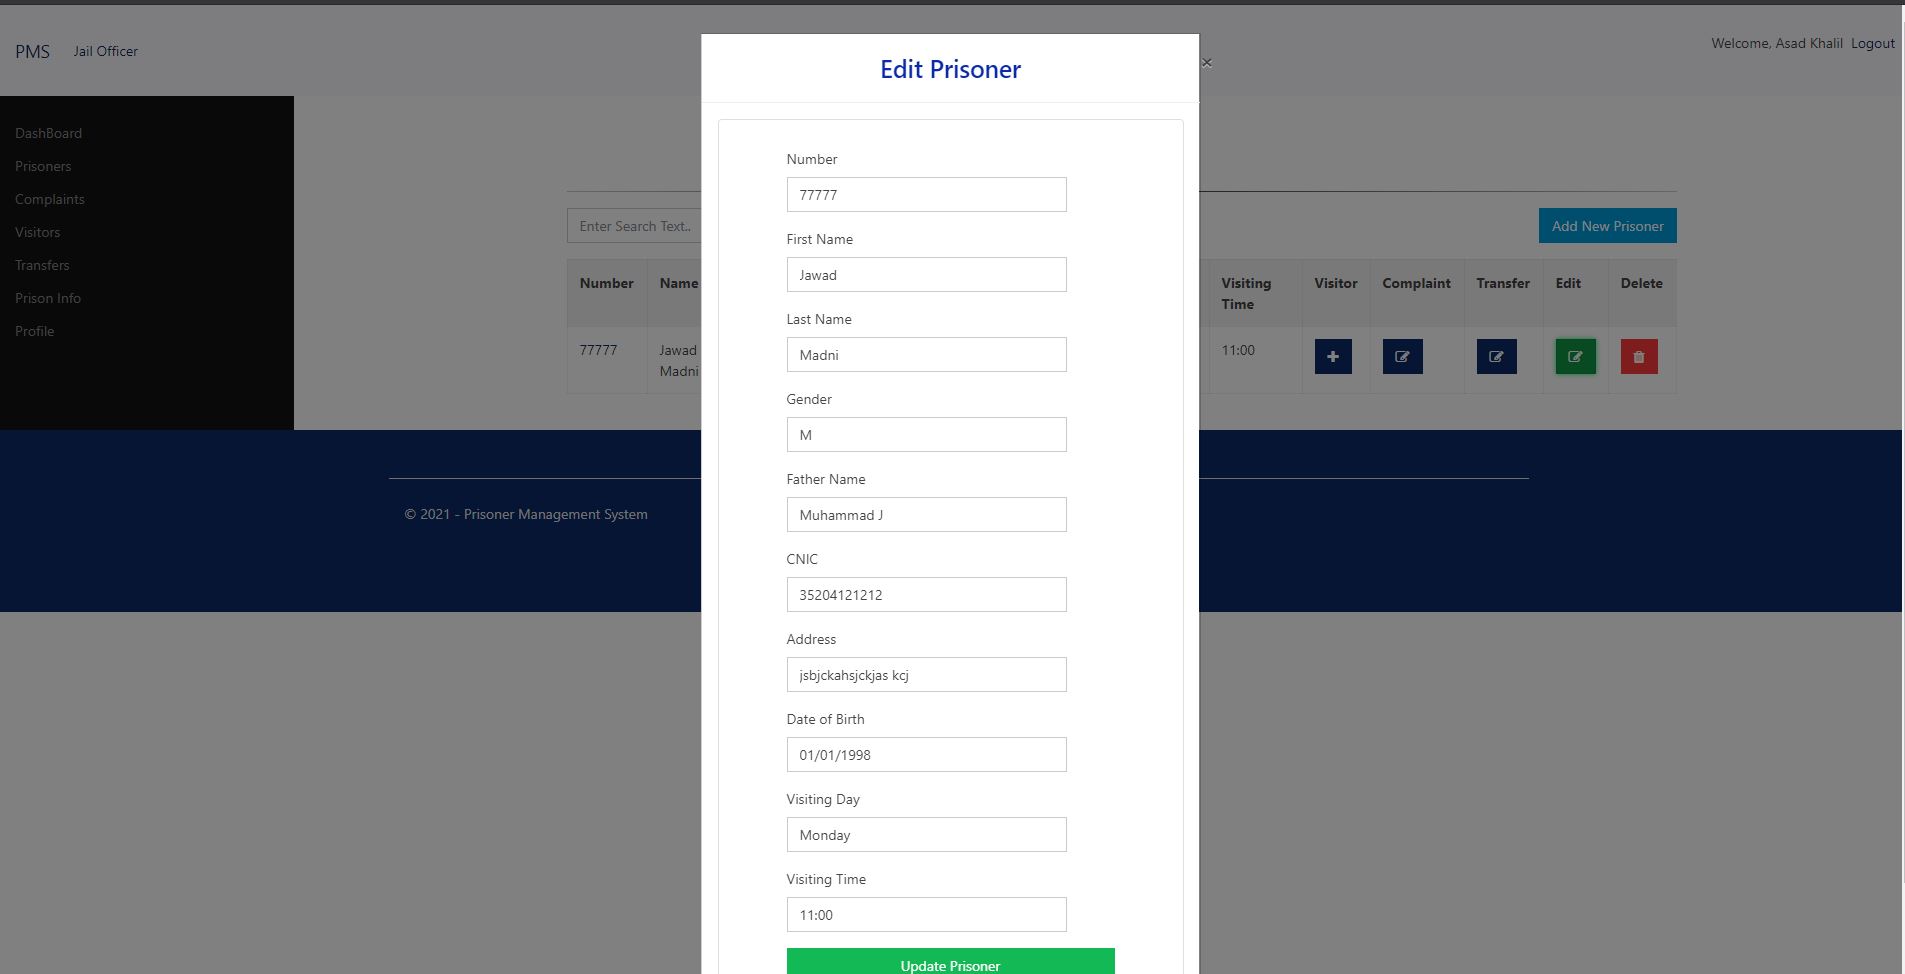 PMS Jail Officer
Welcome, Asad Khalil Logout
DashBoard
Prisoners
Complaints
Visitors
Transfers
Prison Info
Profile
Edit Prisoner
×
Number
77777
First Name
Jawad
Last Name
Madni
Gender
M
Father Name
Muhammad J
CNIC
35204121212
Address
jsbjckahsjckjas kcj
Date of Birth
01/01/1998
Visiting Day
Monday
Visiting Time
11:00
Update Prisoner
Enter Search Text..
Add New Prisoner
Number Name Visiting Time Visitor Complaint Transfer Edit Delete
77777 Jawad Madni 11:00
© 2021 - Prisoner Management System